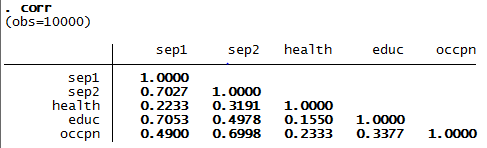 . corr
(obs=10000)
sep1 sep2 health educ occpn
sep1 1.0000
sep2 0.7027 1.0000
health 0.2233 0.3191 1.0000
educ 0.7053 0.4978 0.1550 1.0000
occpn 0.4900 0.6998 0.2333 0.3377 1.0000